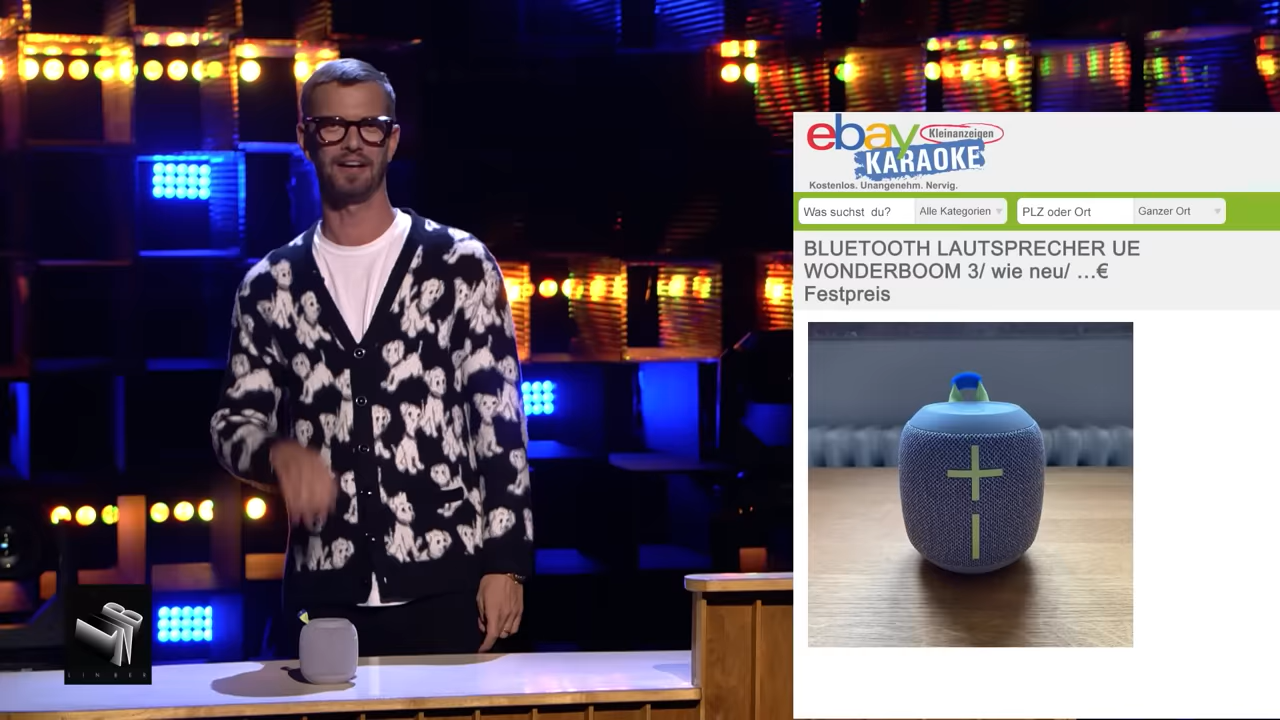 ebay
Kleinanzeigen
KARAOKE
Kostenlos. Unangenehm. Nervig.
Was suchst du?
Alle Kategorien
PLZ oder Ort
Ganzer Ort
BLUETOOTH LAUTSPRECHER UE
WONDERBOOM 3/ wie neu/ ...€
Festpreis